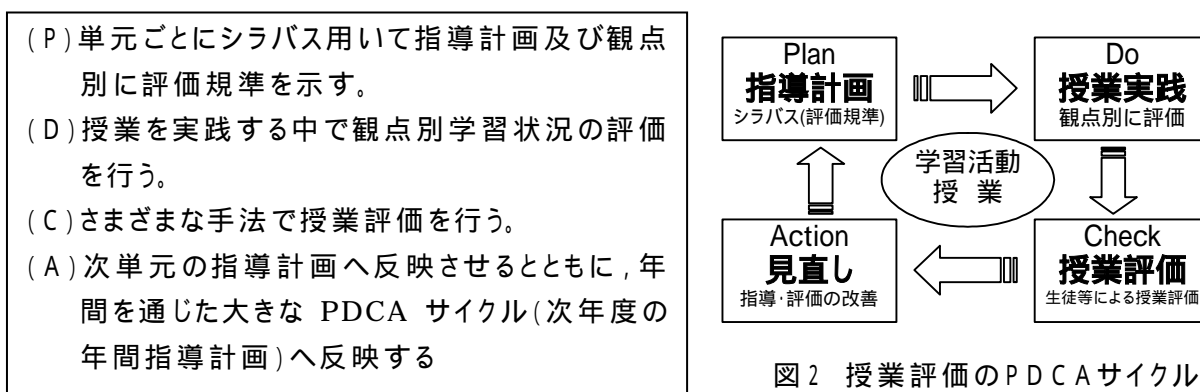 (P)単元ごとにシラバス用いて指導計画及び観点
別に評価規準を示す。
(D)授業を実践する中で観点別学習状況の評価
を行う。
(C)さまざまな手法で授業評価を行う。
(A)次単元の指導計画へ反映させるとともに,年
間を通じた大きな PDCA サイクル(次年度の
年間指導計画)へ反映する
Plan
指導計画
シラバス(評価規準)
Do
授業実践
観点別に評価
学習活動
授 業
Action
見直し
指導・評価の改善
Check
授業評価
生徒等による授業評価
図2 授業評価のPDCAサイクル